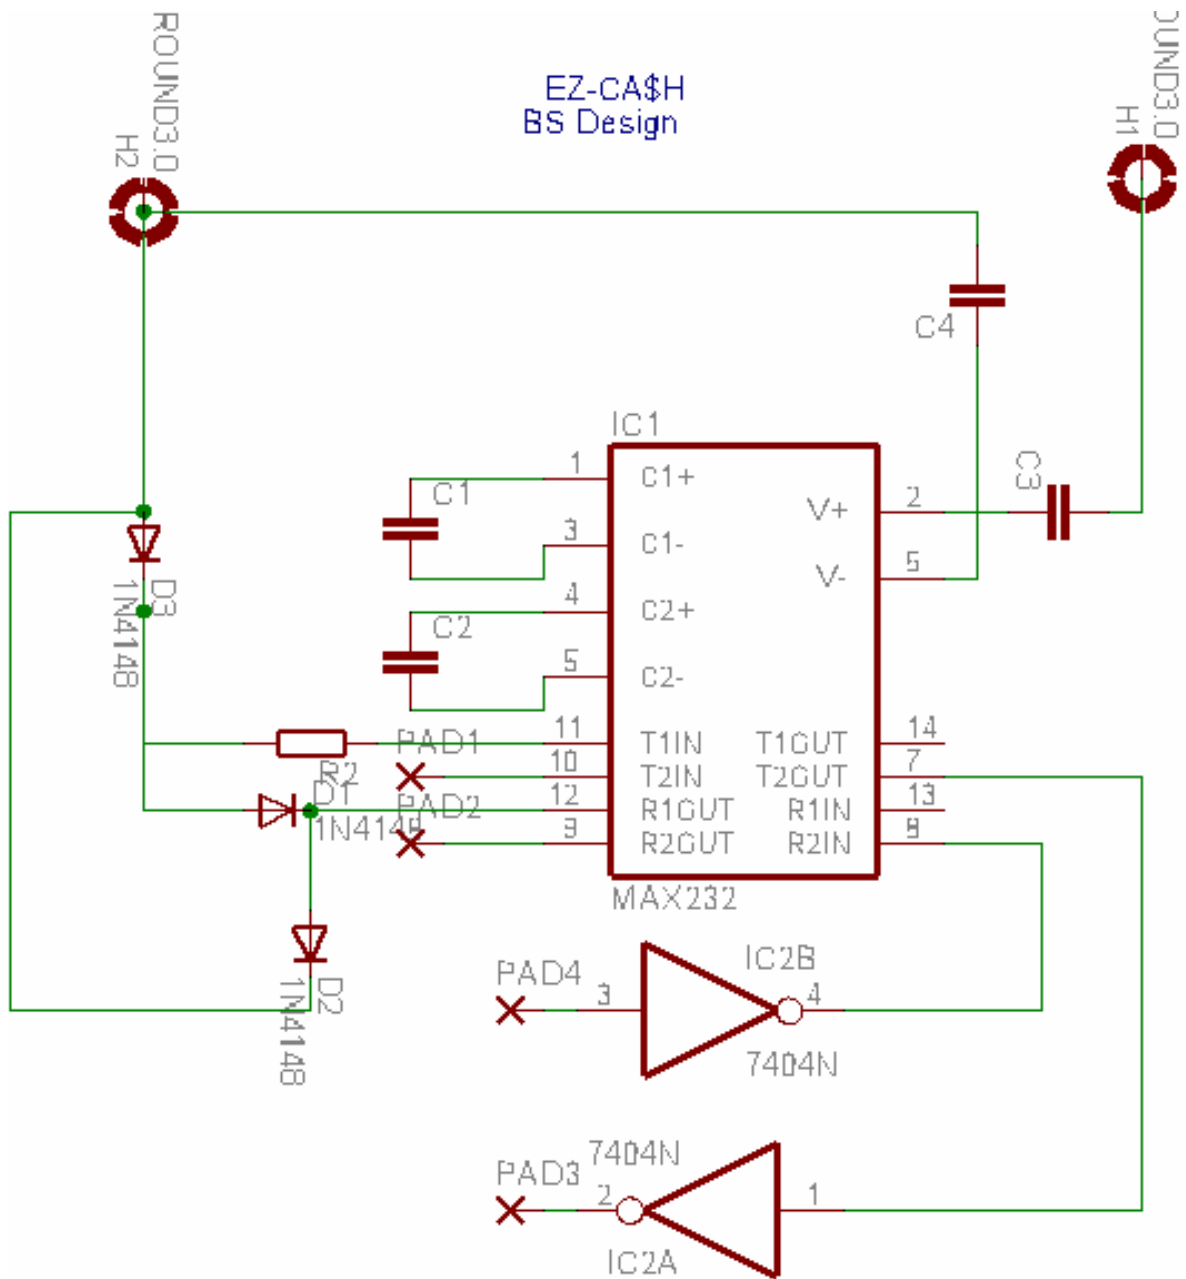 ROUND3.0
H2
EZ-CA$H
BS Design
OUND3.0
H1
C4
IC1
1
C1+
C1
3
C1-
4
C2+
C2
5
C2-
V+
2
C3
V-
D3
1N4148
11
T1IN
T1OUT
14
PAD1
R2
10
T2IN
T2OUT
7
D1
1N4148
PAD2
12
R1OUT
R1IN
13
9
R2OUT
R2IN
8
MAX232
D2
1N4148
PAD4
3
IC2B
4
7404N
7404N
PAD3
2
1
IC2A